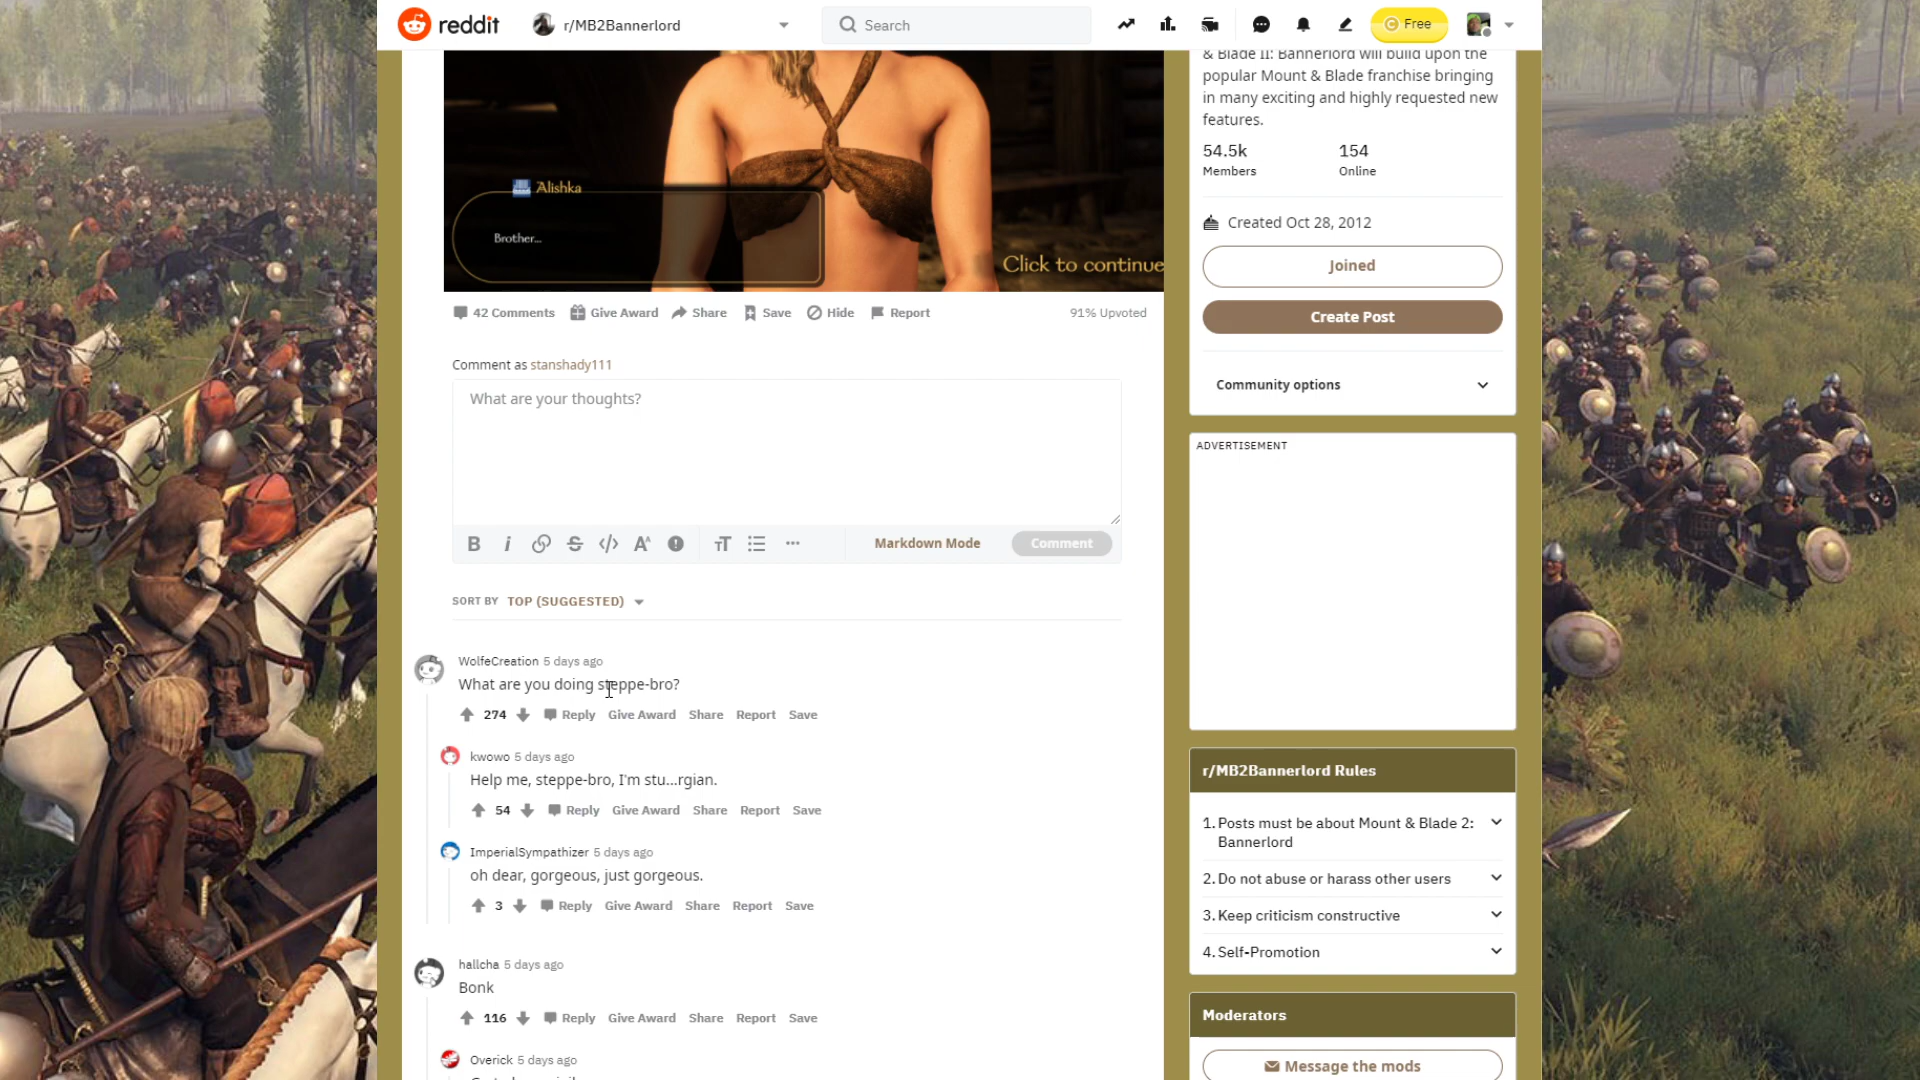 reddit
r/MB2Bannerlord
Search
Free
Alishka
Brother...
Click to continue
42 Comments
Give Award
Share
Save
Hide
Report
91% Upvoted
Comment as stanshady111
What are your thoughts?
B i </> A TT ...
Markdown Mode
Comment
SORT BY TOP (SUGGESTED)
WolfeCreation 5 days ago
What are you doing steppe-bro?
274 Reply Give Award Share Report Save
kwowo 5 days ago
Help me, steppe-bro, I'm stu...rgian.
54 Reply Give Award Share Report Save
ImperialSympathizer 5 days ago
oh dear, gorgeous, just gorgeous.
3 Reply Give Award Share Report Save
hallcha 5 days ago
Bonk
116 Reply Give Award Share Report Save
Overick 5 days ago
& Blade II: Bannerlord will build upon the
popular Mount & Blade franchise bringing
in many exciting and highly requested new
features.
54.5k 154
Members Online
Created Oct 28, 2012
Joined
Create Post
Community options
ADVERTISEMENT
r/MB2Bannerlord Rules
1. Posts must be about Mount & Blade 2:
Bannerlord
2. Do not abuse or harass other users
3. Keep criticism constructive
4. Self-Promotion
Moderators
Message the mods